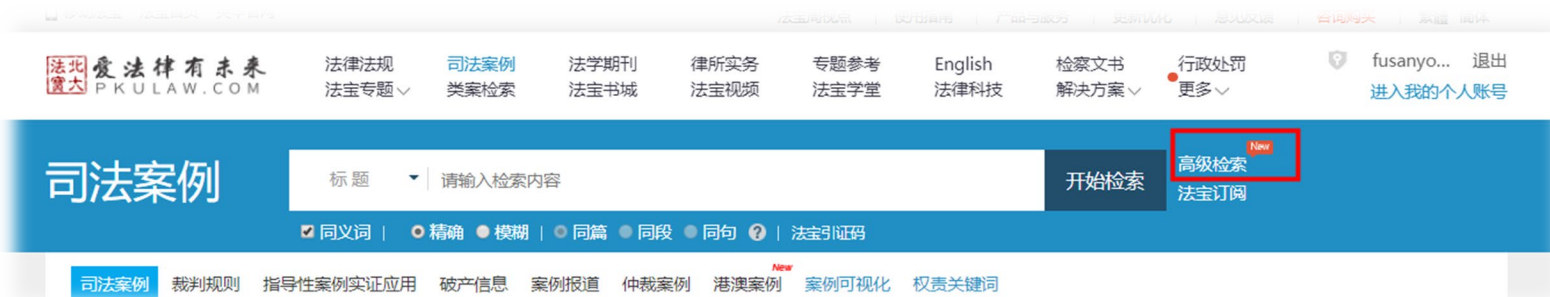 法律法规 司法案例 法学期刊 律所实务 专题参考 English 检察文书 行政处罚 fusanyo... 退出
北大法宝 爱法律有未来
PKULAW.COM
法宝专题 类案检索 法宝书城 法宝视频 法宝学堂 法律科技 解决方案 更多 进入我的个人账号
New
司法案例 标题 请输入检索内容 开始检索 高级检索
法宝订阅
同义词 | 精确 模糊 | 同篇 同段 同句 ? | 法宝引证码
New
司法案例 裁判规则 指导性案例实证应用 破产信息 案例报道 仲裁案例 港澳案例 案例可视化 权责关键词